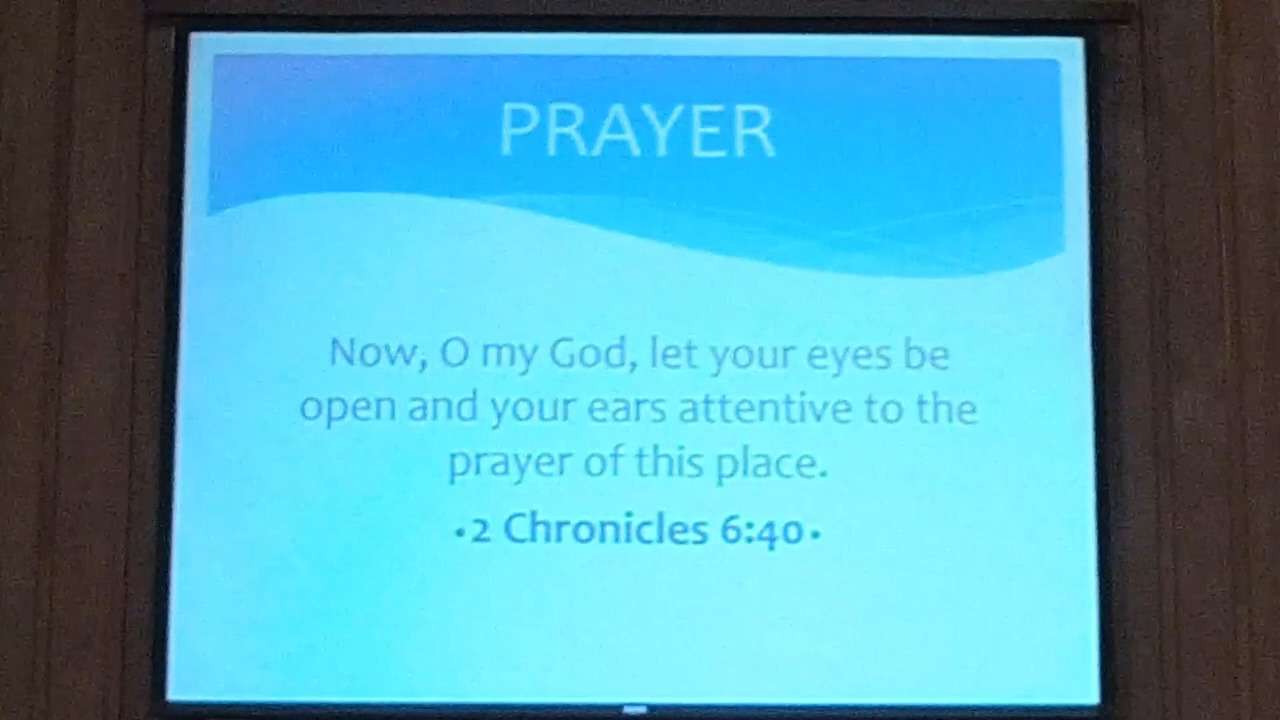 PRAYER
Now, O my God, let your eyes be
open and your ears attentive to the
prayer of this place.
•2 Chronicles 6:40•